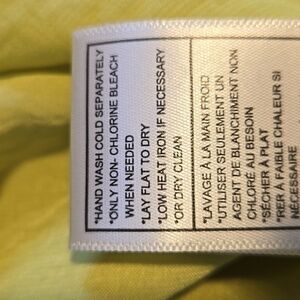 *HAND WASH COLD SEPARATELY
*ONLY NON- CHLORINE BLEACH
WHEN NEEDED
*LAY FLAT TO DRY
*LOW HEAT IRON IF NECESSARY
*OR DRY CLEAN
*LAVAGE À LA MAIN FROID
*UTILISER SEULEMENT UN
AGENT DE BLANCHIMENT NON
CHLORÉ AU BESOIN
*SÉCHER À PLAT
*RER À FAIBLE CHALEUR SI
NÉCESSAIRE